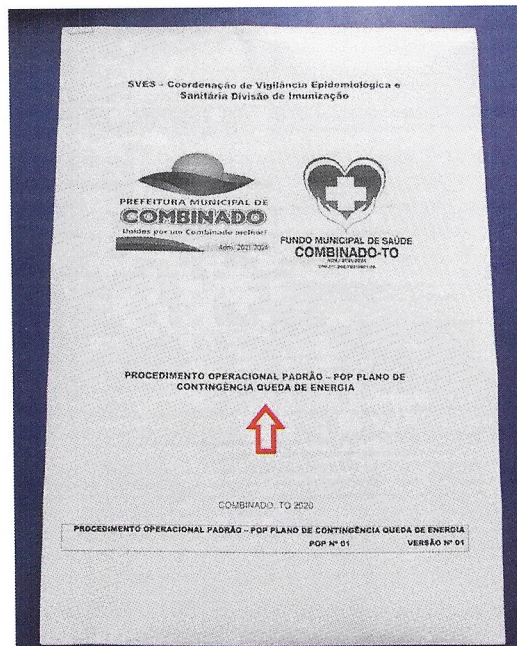 SVES – Coordenação de Vigilância Epidemiologica e
Sanitária Divisão de Imunização
PREFEITURA MUNICIPAL DE
COMBINADO
Unidos por um Combinado melhor!
Adm.: 2021/2024
FUNDO MUNICIPAL DE SAÚDE
COMBINADO-TO
PROCEDIMENTO OPERACIONAL PADRÃO – POP PLANO DE
CONTINGÊNCIA QUEDA DE ENERGIA
COMBINADO, TO 2020
PROCEDIMENTO OPERACIONAL PADRÃO – POP PLANO DE CONTINGÊNCIA QUEDA DE ENERGIA
POP Nº 01 VERSÃO Nº 01